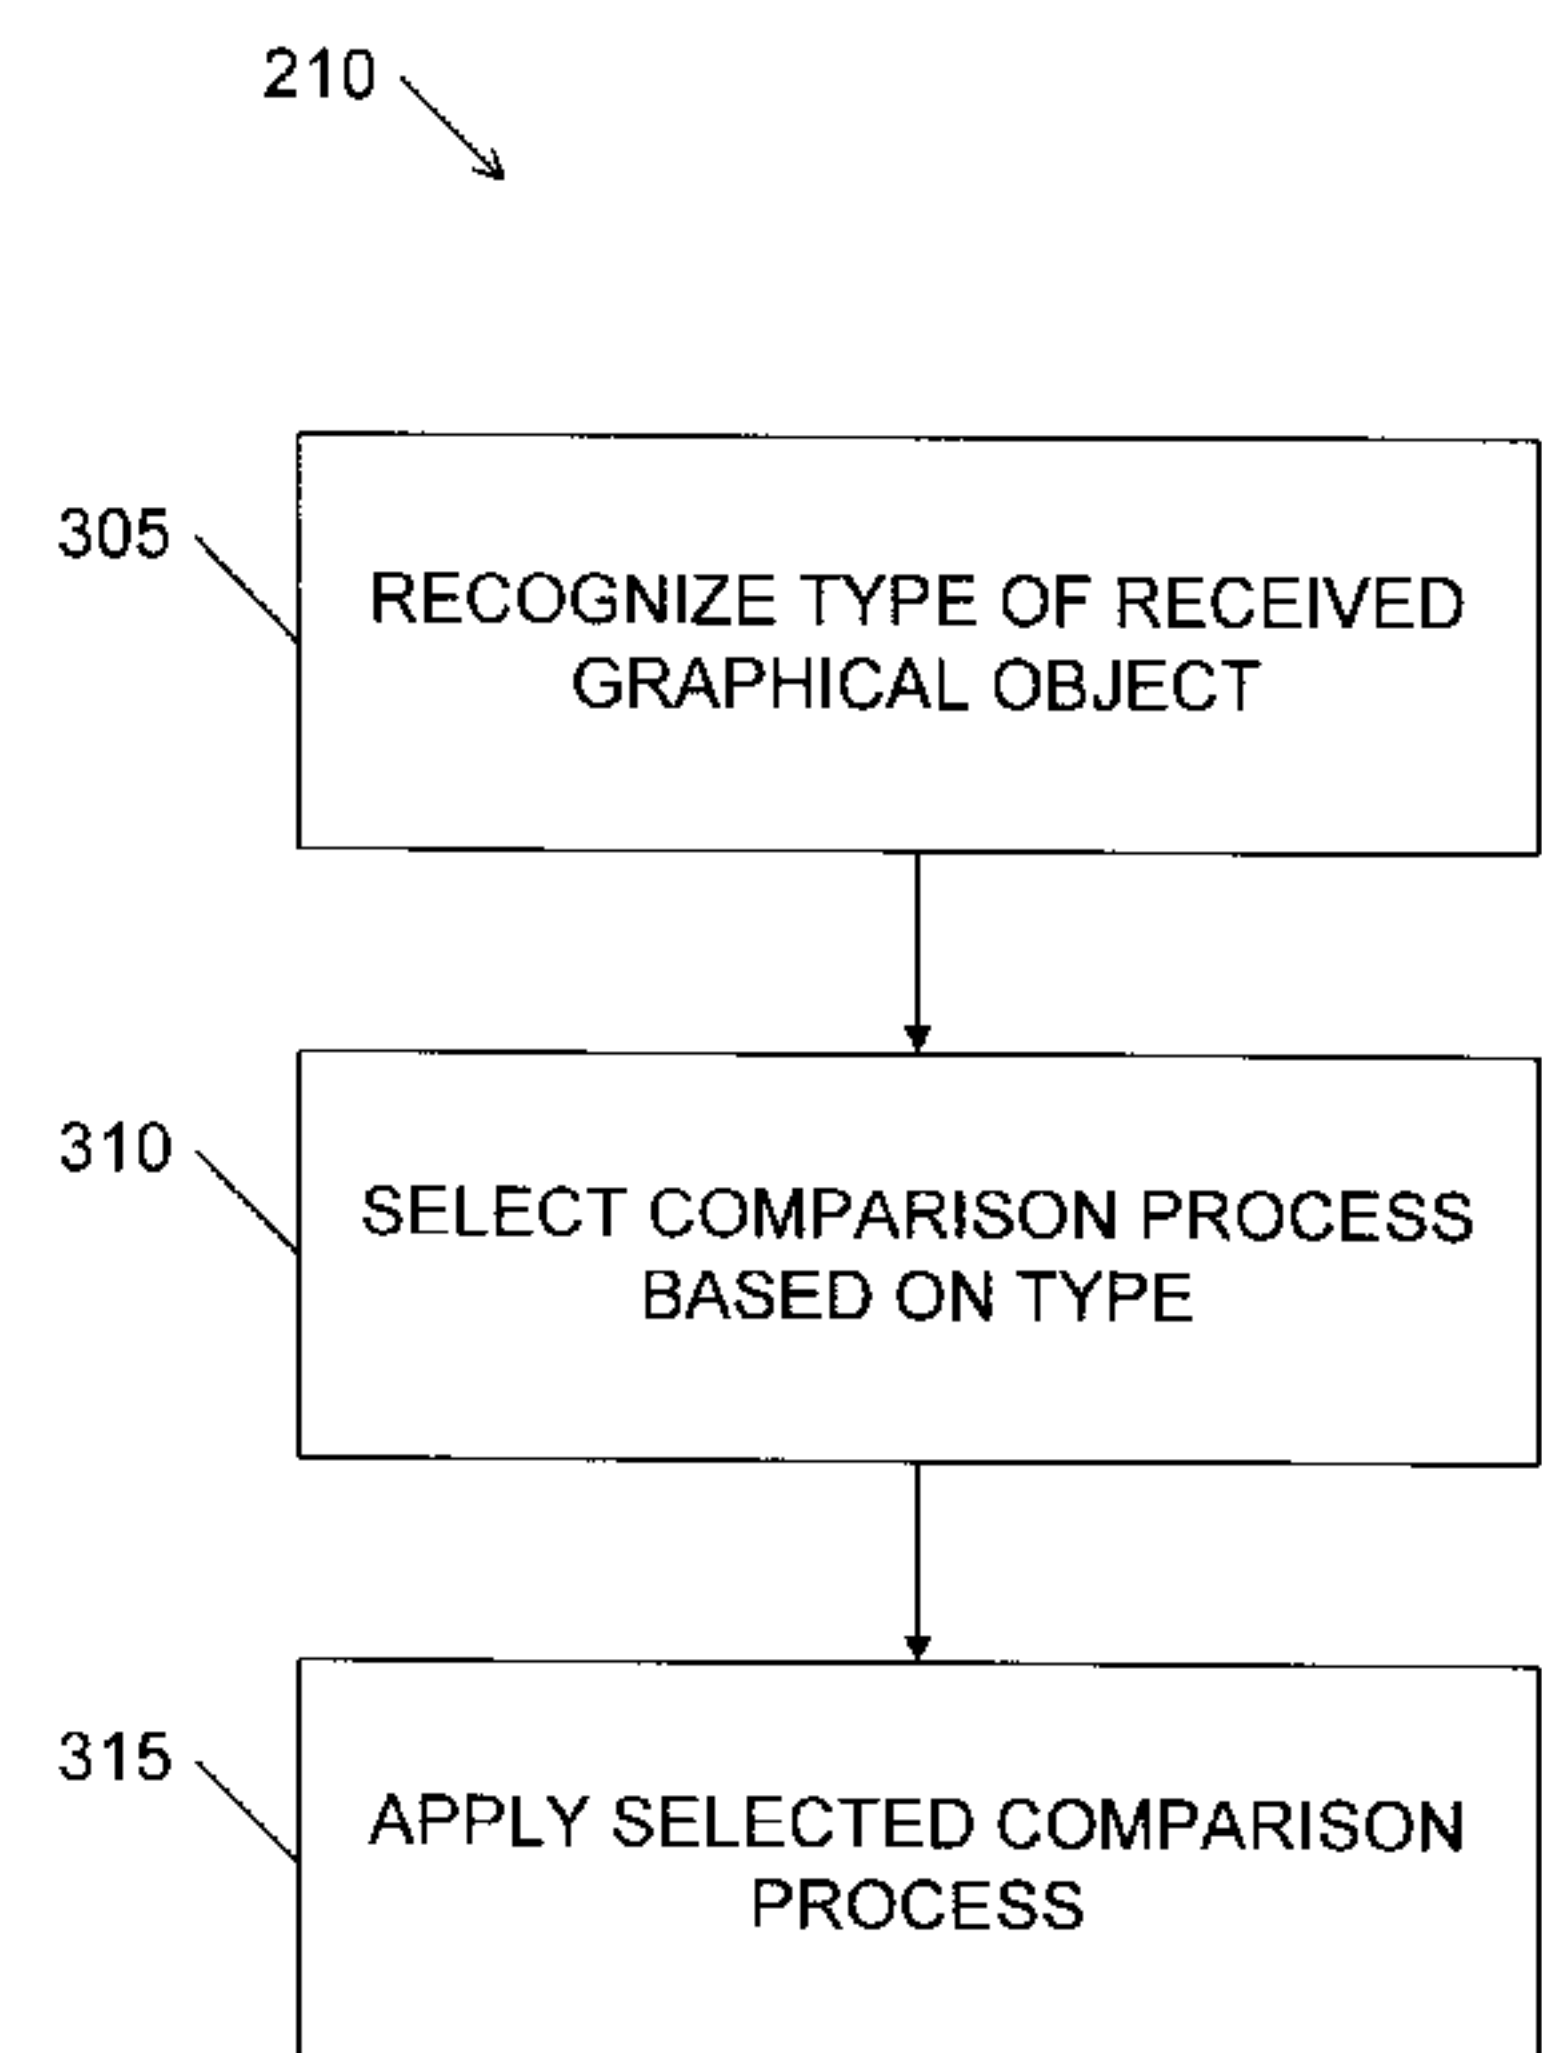 210
305
RECOGNIZE TYPE OF RECEIVED
GRAPHICAL OBJECT
310
SELECT COMPARISON PROCESS
BASED ON TYPE
315
APPLY SELECTED COMPARISON
PROCESS